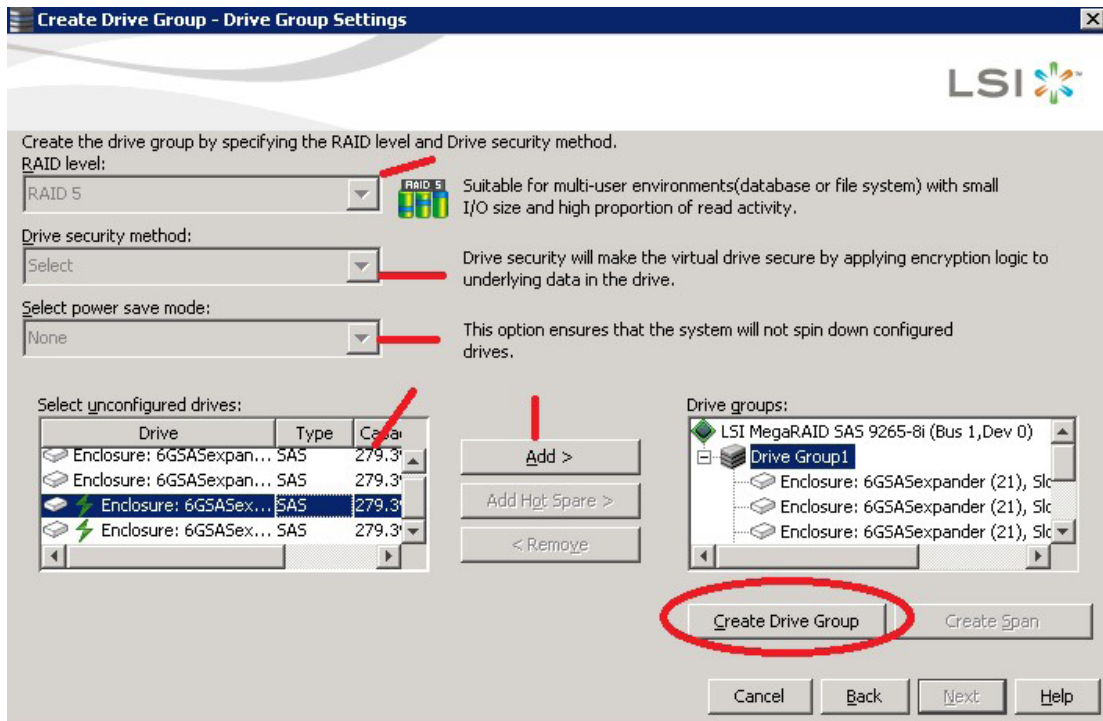 Create Drive Group - Drive Group Settings
LSI
Create the drive group by specifying the RAID level and Drive security method.
RAID level:
RAID 5
RAID 5
Suitable for multi-user environments(database or file system) with small
I/O size and high proportion of read activity.
Drive security method:
Select
Drive security will make the virtual drive secure by applying encryption logic to
underlying data in the drive.
Select power save mode:
None
This option ensures that the system will not spin down configured
drives.
Select unconfigured drives:
Drive Type Capa
Enclosure: 6GSASexpan... SAS 279.3
Enclosure: 6GSASexpan... SAS 279.3
Enclosure: 6GSASex... SAS 279.3
Enclosure: 6GSASex... SAS 279.3
Add >
Add Hot Spare >
< Remove
Drive groups:
LSI MegaRAID SAS 9265-8i (Bus 1,Dev 0)
Drive Group1
Enclosure: 6GSASexpander (21), Slo
Enclosure: 6GSASexpander (21), Slo
Enclosure: 6GSASexpander (21), Slo
Create Drive Group
Create Span
Cancel
Back
Next
Help